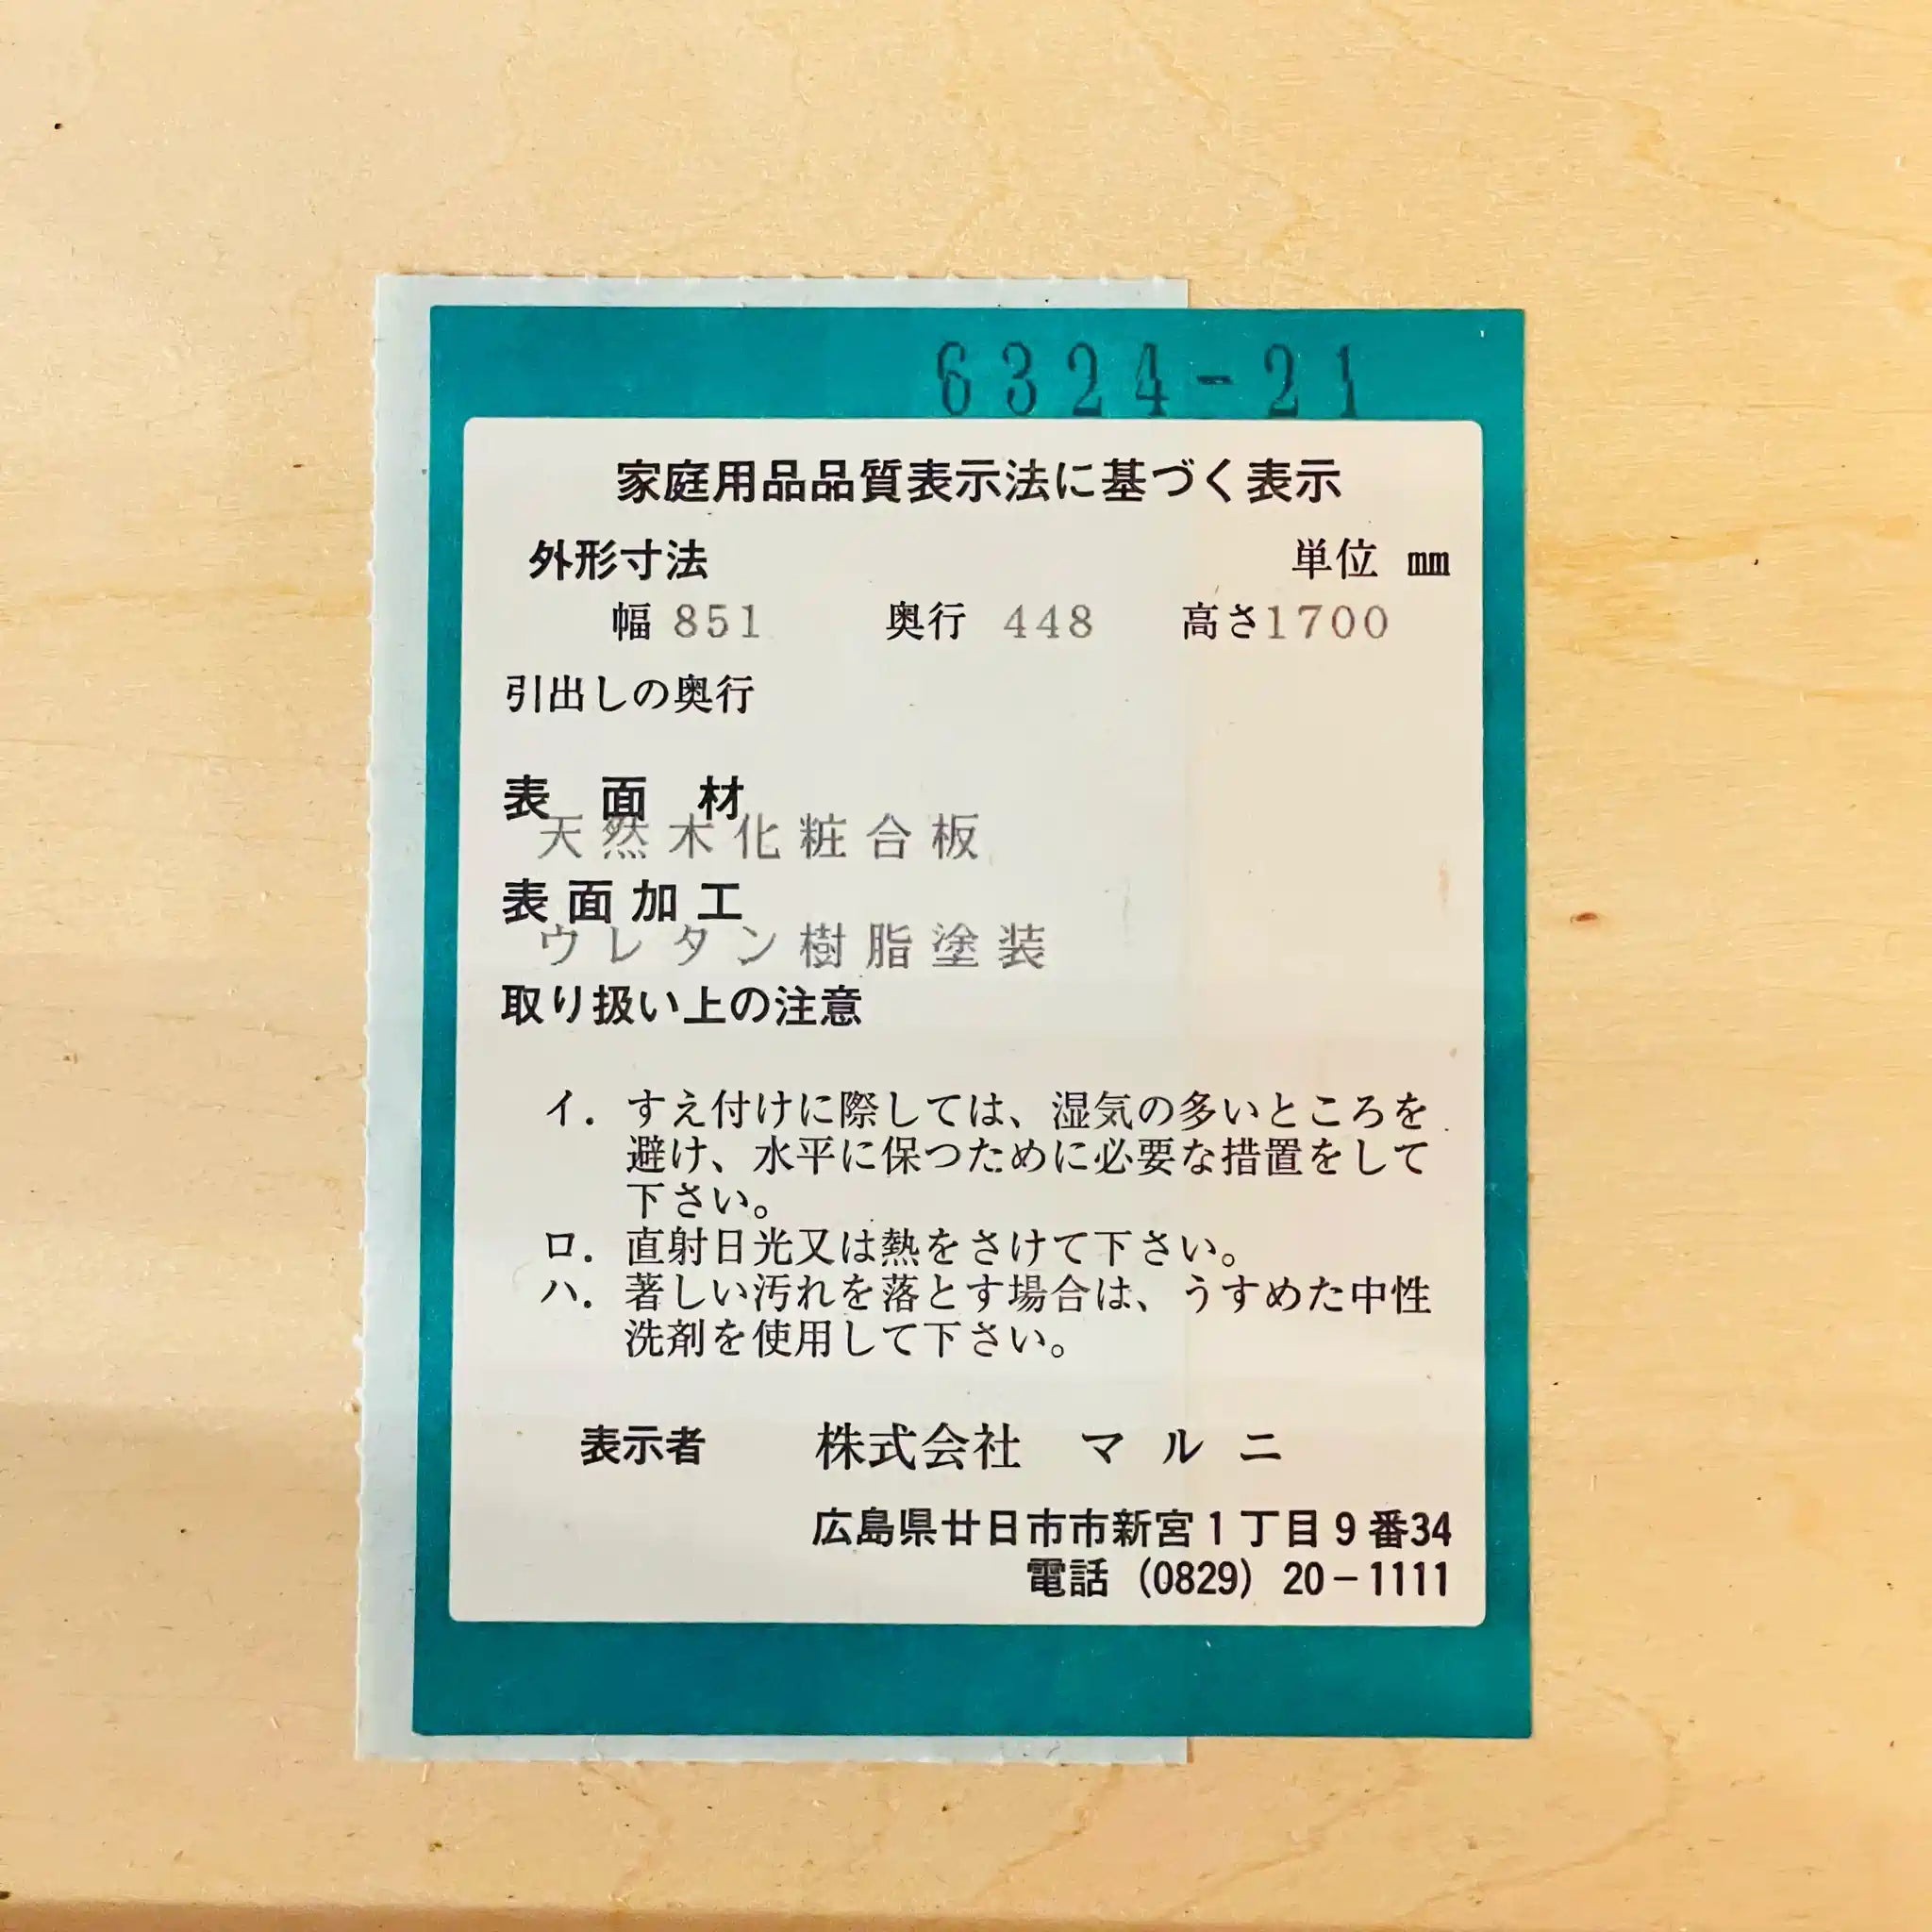 6324-21
家庭用品品質表示法に基づく表示
外形寸法 単位 ㎜
幅 851 奥行 448 高さ1700
引出しの奥行
表面材
天然木化粧合板
表面加工
ウレタン樹脂塗装
取り扱い上の注意
イ. すえ付けに際しては、湿気の多いところを
避け、水平に保つために必要な措置をして
下さい。
ロ. 直射日光又は熱をさけて下さい。
ハ. 著しい汚れを落とす場合は、うすめた中性
洗剤を使用して下さい。
表示者 株式会社 マルニ
広島県廿日市市新宮1丁目9番34
電話 (0829) 20-1111